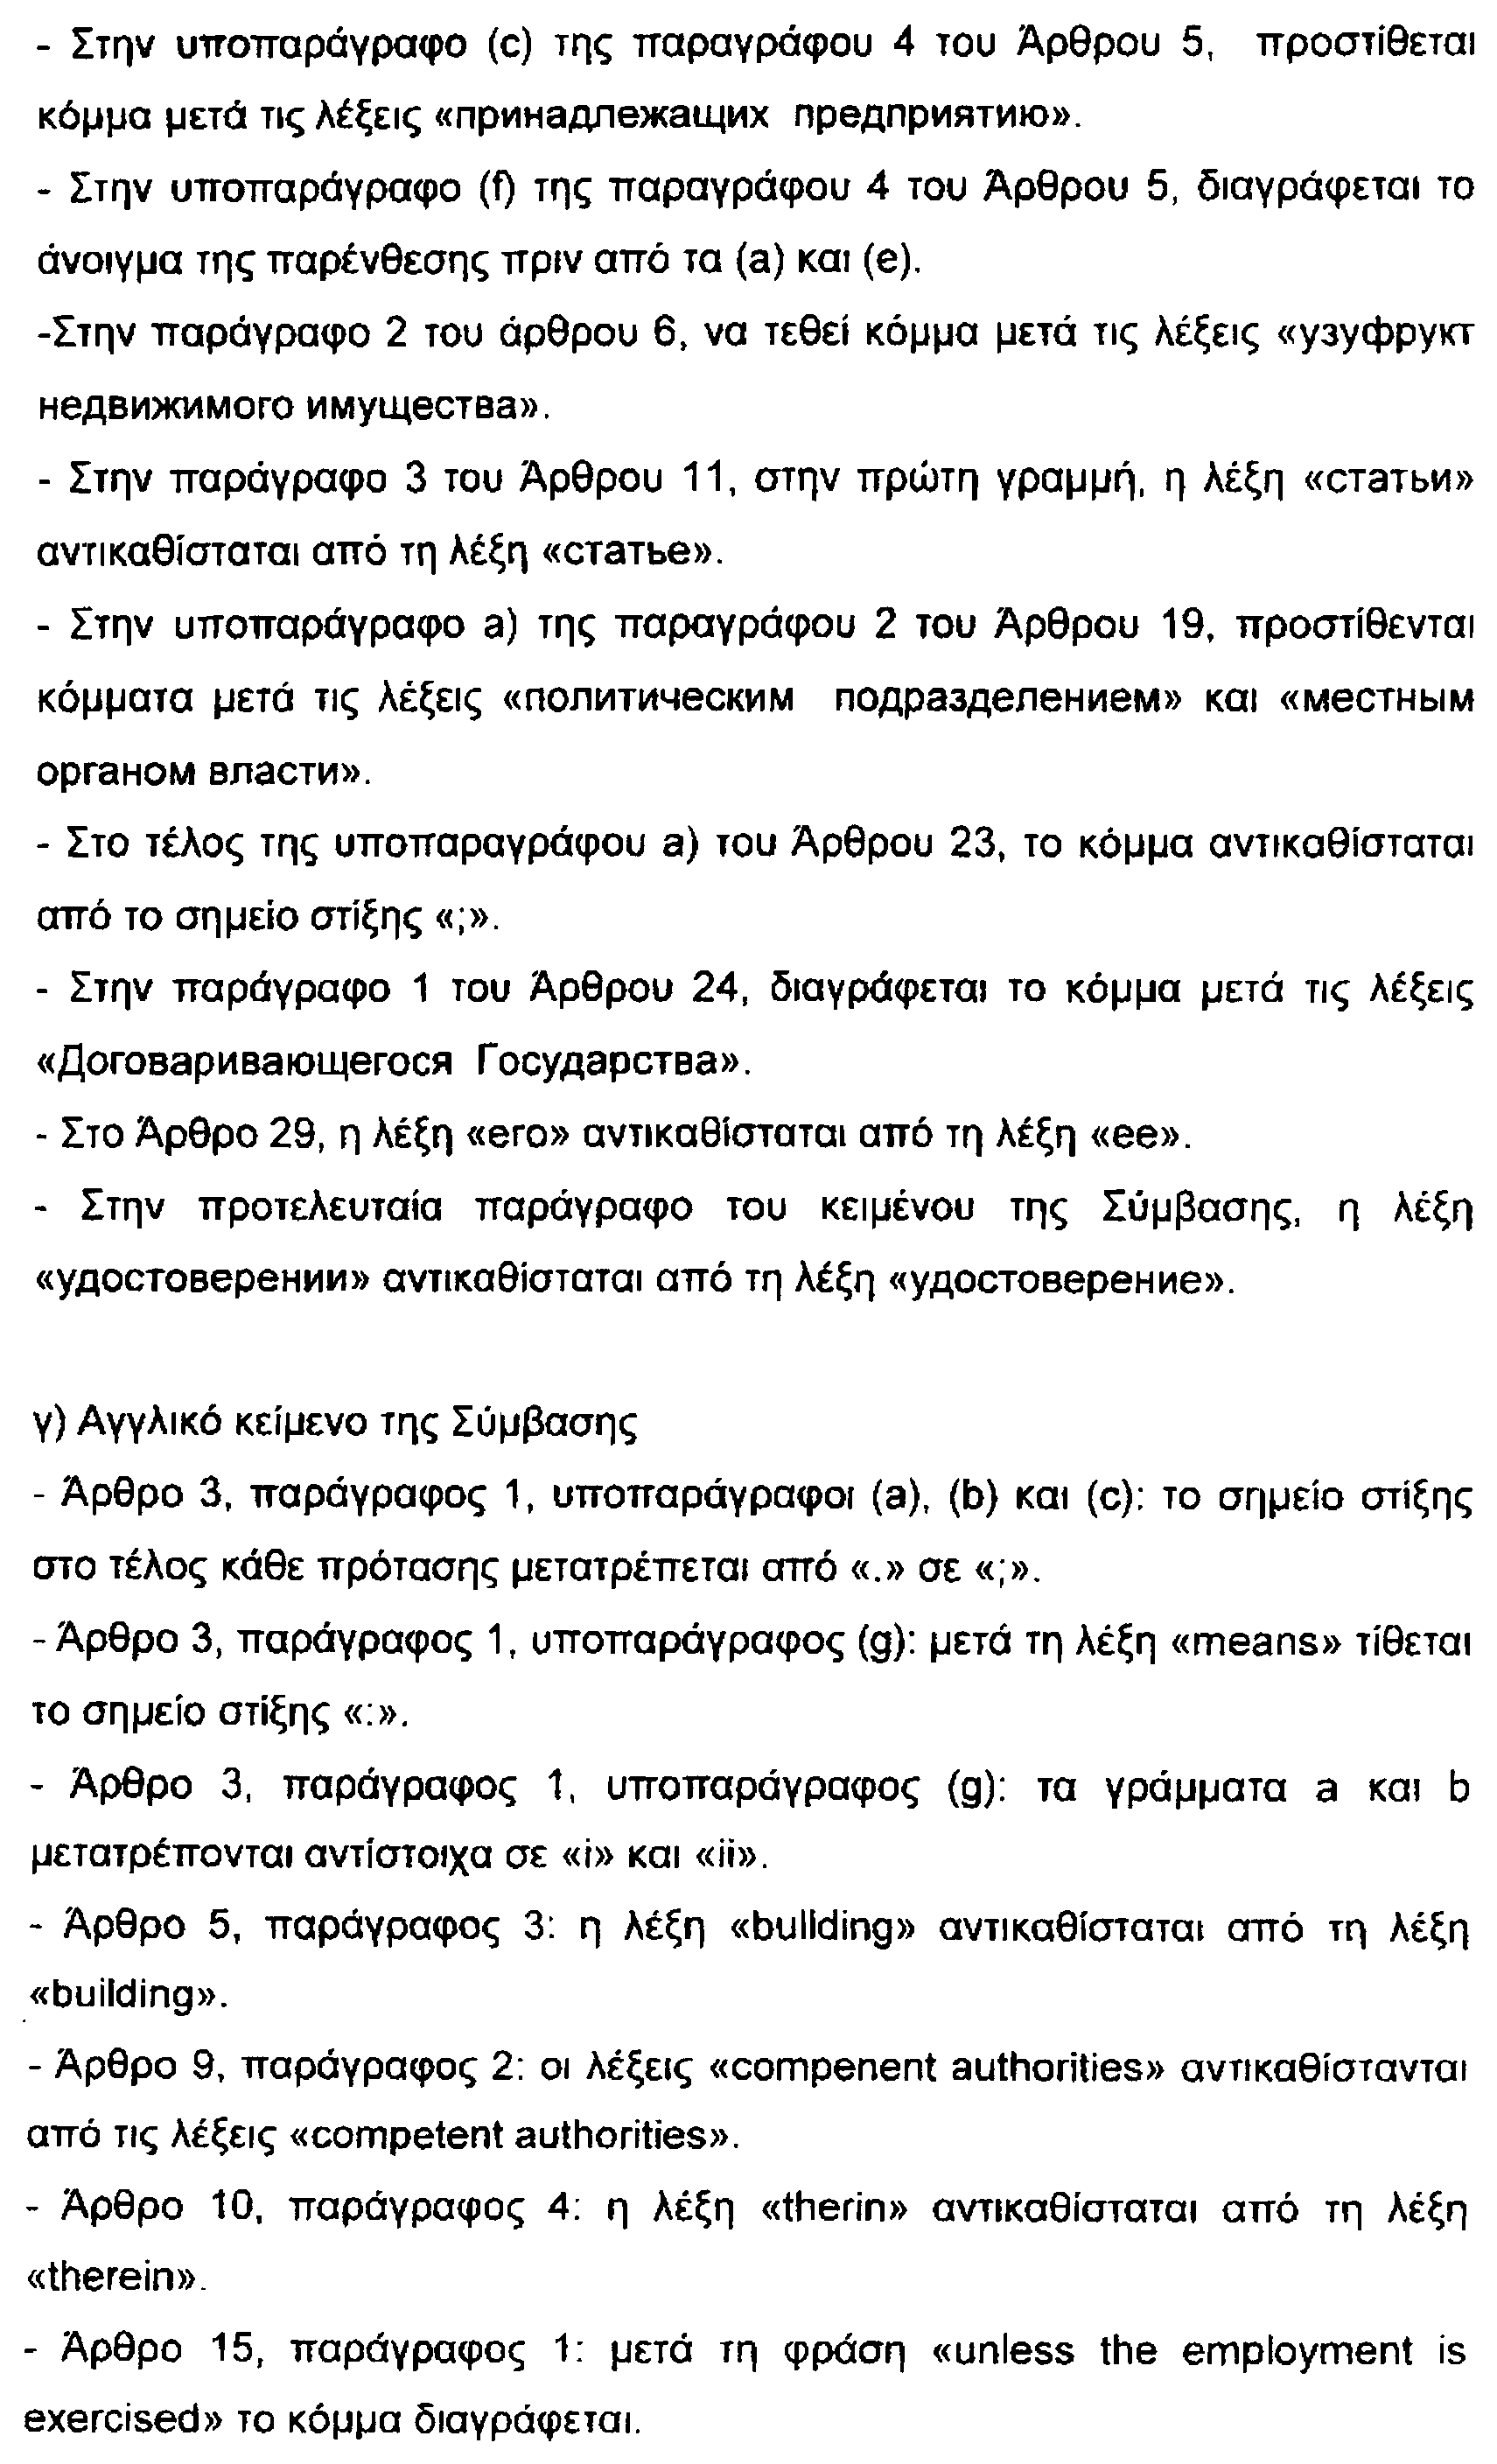 - Στην υποπαράγραφο (c) της παραγράφου 4 του Άρθρου 5, προστίθεται
κόμμα μετά τις λέξεις «принадлежащих предприятию».
- Στην υποπαράγραφο (f) της παραγράφου 4 του Άρθρου 5, διαγράφεται το
άνοιγμα της παρένθεσης πριν από τα (a) και (e).
-Στην παράγραφο 2 του άρθρου 6, να τεθεί κόμμα μετά τις λέξεις «узуфрукт
недвижимого имущества».
- Στην παράγραφο 3 του Άρθρου 11, στην πρώτη γραμμή, η λέξη «статьи»
αντικαθίσταται από τη λέξη «статье».
- Στην υποπαράγραφο a) της παραγράφου 2 του Άρθρου 19, προστίθενται
κόμματα μετά τις λέξεις «политическим подразделением» και «местным
органом власти».
- Στο τέλος της υποπαραγράφου a) του Άρθρου 23, το κόμμα αντικαθίσταται
από το σημείο στίξης «;».
- Στην παράγραφο 1 του Άρθρου 24, διαγράφεται το κόμμα μετά τις λέξεις
«Договаривающегося Государства».
- Στο Άρθρο 29, η λέξη «его» αντικαθίσταται από τη λέξη «ее».
- Στην προτελευταία παράγραφο του κειμένου της Σύμβασης, η λέξη
«удостоверении» αντικαθίσταται από τη λέξη «удостоверение».
γ) Αγγλικό κείμενο της Σύμβασης
- Άρθρο 3, παράγραφος 1, υποπαράγραφοι (a), (b) και (c): το σημείο στίξης
στο τέλος κάθε πρότασης μετατρέπεται από «.» σε «;».
- Άρθρο 3, παράγραφος 1, υποπαράγραφος (g): μετά τη λέξη «means» τίθεται
το σημείο στίξης «:».
- Άρθρο 3, παράγραφος 1, υποπαράγραφος (g): τα γράμματα a και b
μετατρέπονται αντίστοιχα σε «i» και «ii».
- Άρθρο 5, παράγραφος 3: η λέξη «bulIding» αντικαθίσταται από τη λέξη
«building».
- Άρθρο 9, παράγραφος 2: οι λέξεις «compenent authorities» αντικαθίστανται
από τις λέξεις «competent authorities».
- Άρθρο 10, παράγραφος 4: η λέξη «therin» αντικαθίσταται από τη λέξη
«therein».
- Άρθρο 15, παράγραφος 1: μετά τη φράση «unless the employment is
exercised» το κόμμα διαγράφεται.